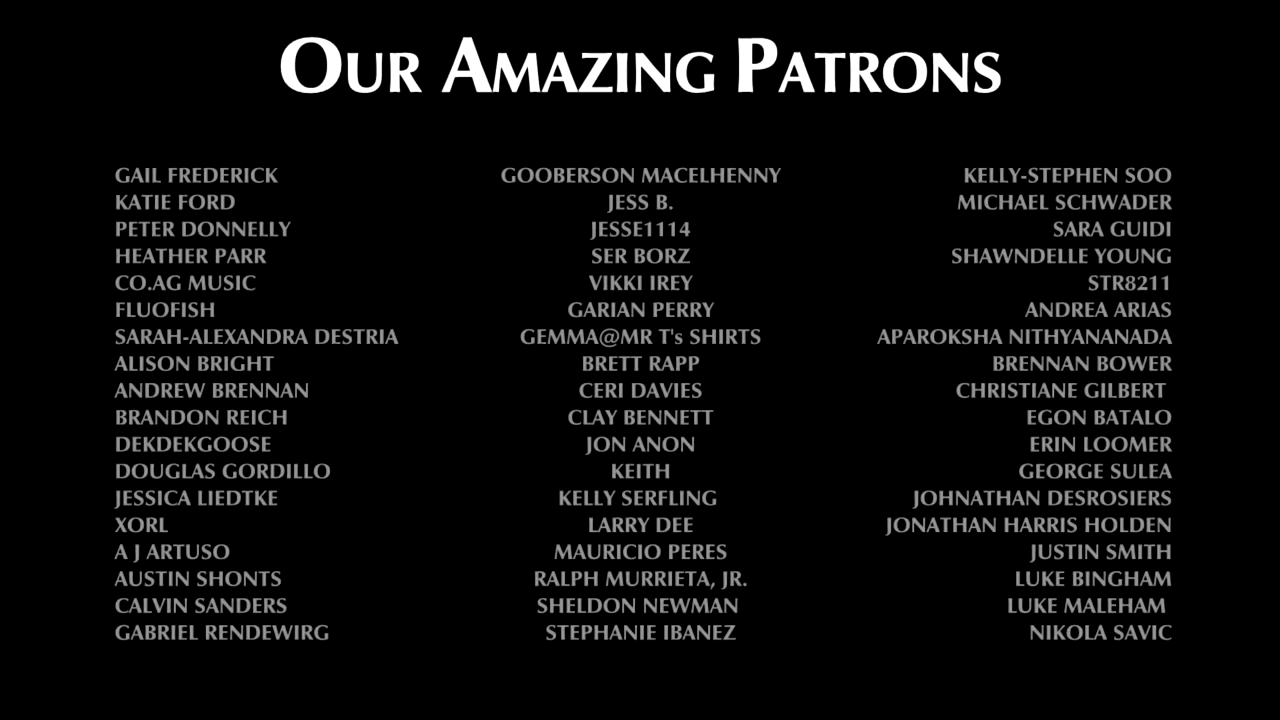 OUR AMAZING PATRONS
GAIL FREDERICK
KATIE FORD
PETER DONNELLY
HEATHER PARR
CO.AG MUSIC
FLUOFISH
SARAH-ALEXANDRA DESTRIA
ALISON BRIGHT
ANDREW BRENNAN
BRANDON REICH
DEKDEKGOOSE
DOUGLAS GORDILLO
JESSICA LIEDTKE
XORL
A J ARTUSO
AUSTIN SHONTS
CALVIN SANDERS
GABRIEL RENDEWIRG
GOOBERSON MACELHENNY
JESS B.
JESSE1114
SER BORZ
VIKKI IREY
GARIAN PERRY
GEMMA@MR T's SHIRTS
BRETT RAPP
CERI DAVIES
CLAY BENNETT
JON ANON
KEITH
KELLY SERFLING
LARRY DEE
MAURICIO PERES
RALPH MURRIETA, JR.
SHELDON NEWMAN
STEPHANIE IBANEZ
KELLY-STEPHEN SOO
MICHAEL SCHWADER
SARA GUIDI
SHAWNDELLE YOUNG
STR8211
ANDREA ARIAS
APAROKSHA NITHYANANADA
BRENNAN BOWER
CHRISTIANE GILBERT
EGON BATALO
ERIN LOOMER
GEORGE SULEA
JOHNATHAN DESROSIERS
JONATHAN HARRIS HOLDEN
JUSTIN SMITH
LUKE BINGHAM
LUKE MALEHAM
NIKOLA SAVIC